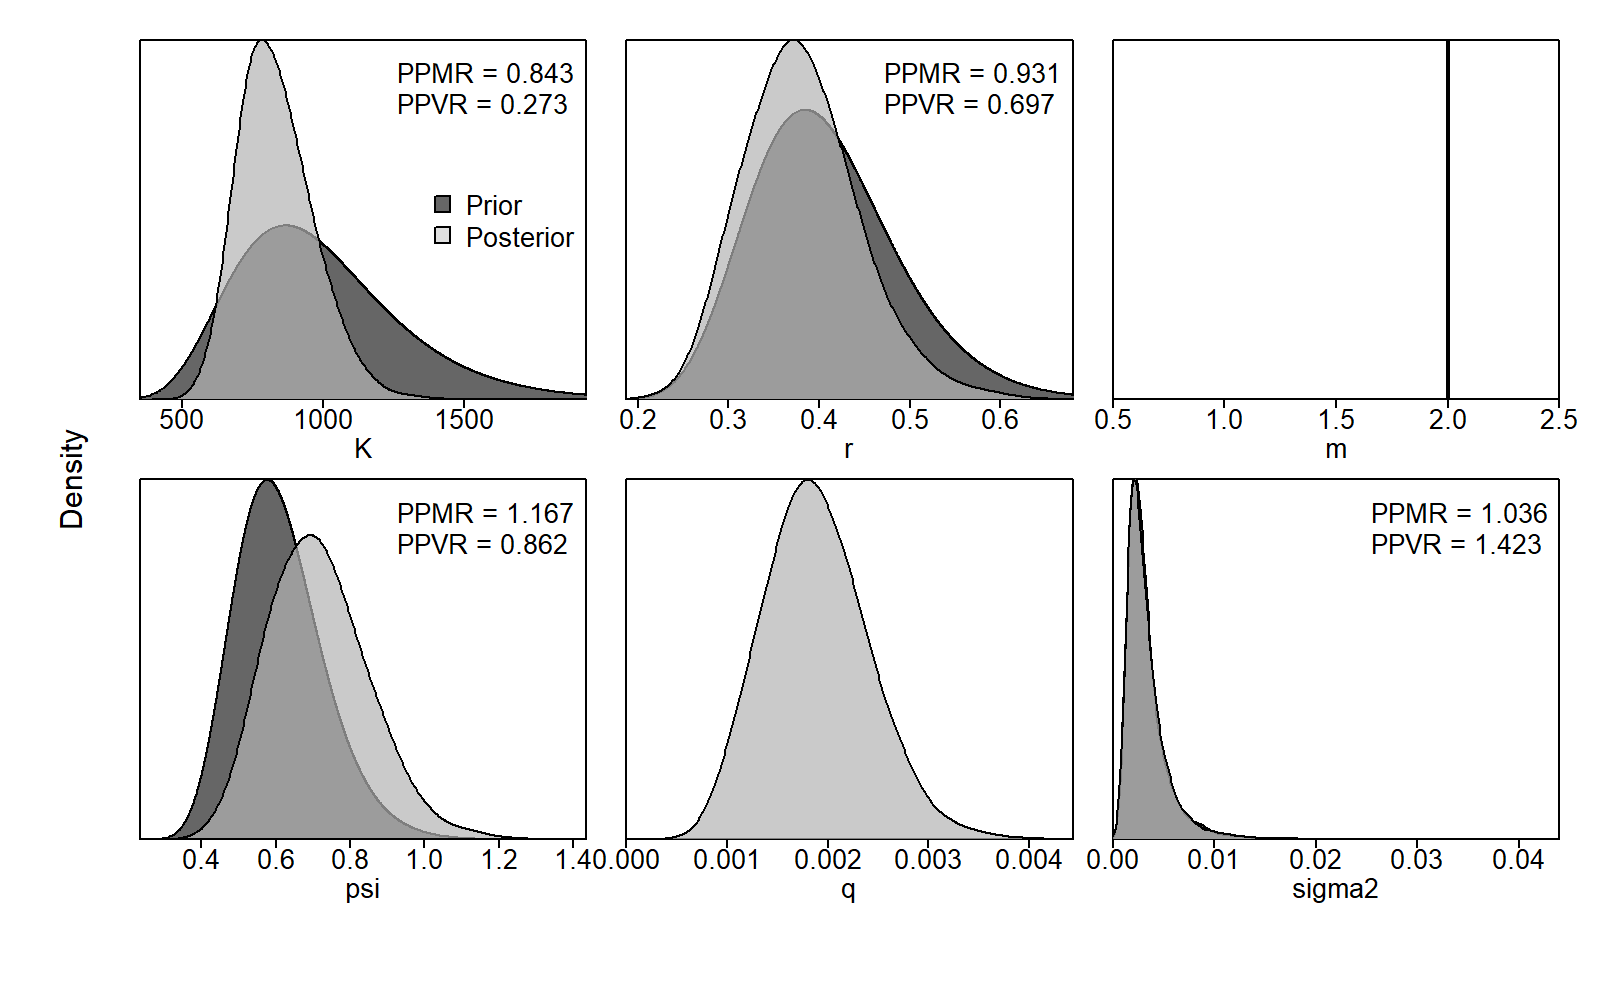 PPMR = 0.843
PPVR = 0.273
Prior
Posterior
500 1000 1500
K
PPMR = 0.931
PPVR = 0.697
0.2 0.3 0.4 0.5 0.6
r
0.5 1.0 1.5 2.0 2.5
m
Density
PPMR = 1.167
PPVR = 0.862
0.4 0.6 0.8 1.0 1.2 1.4
psi
0.000 0.001 0.002 0.003 0.004
q
PPMR = 1.036
PPVR = 1.423
0.00 0.01 0.02 0.03 0.04
sigma2